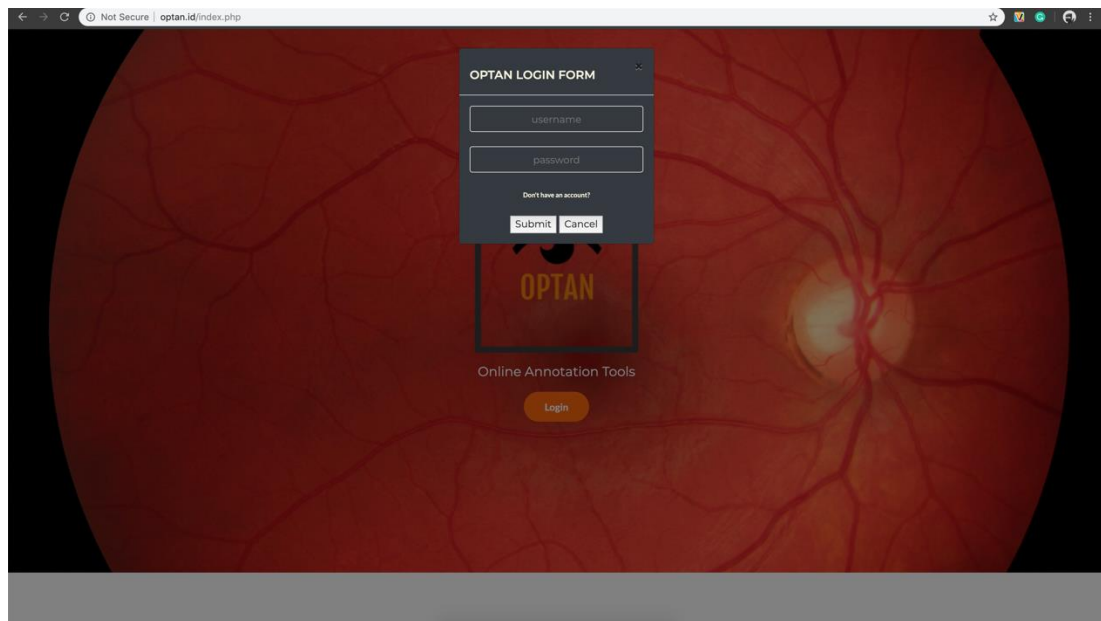 Not Secure | optan.id/index.php
OPTAN LOGIN FORM
×
username
password
Don't have an account?
Submit Cancel
OPTAN
Online Annotation Tools
Login